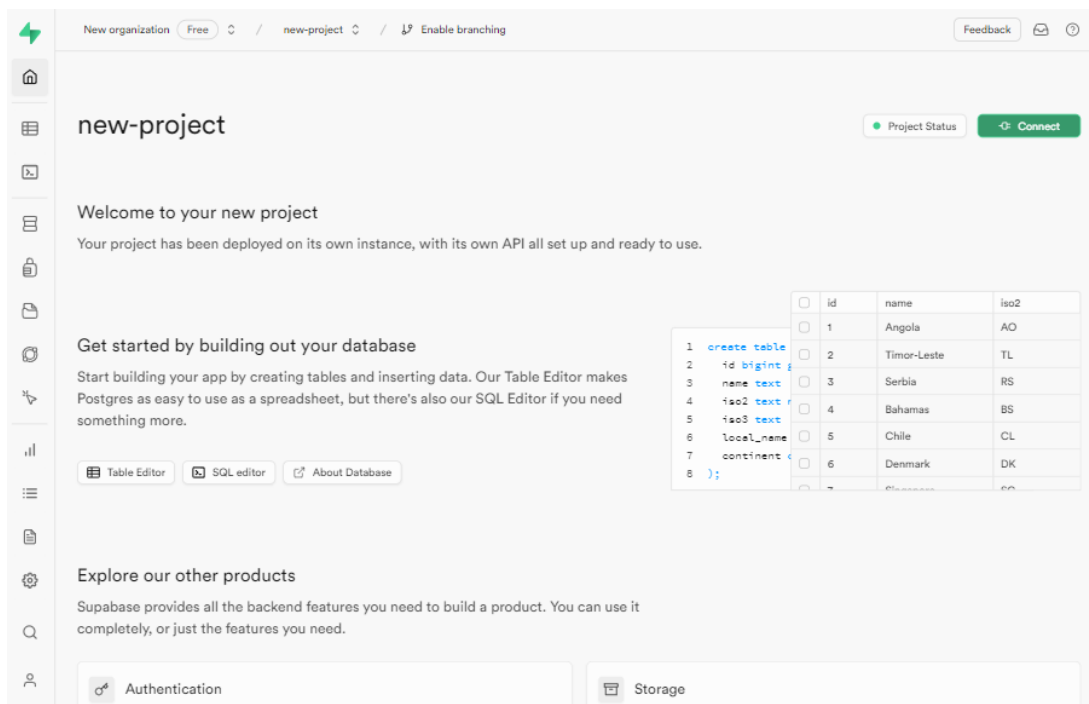 New organization Free / new-project / Enable branching
Feedback
new-project
Project Status
Connect
Welcome to your new project
Your project has been deployed on its own instance, with its own API all set up and ready to use.
Get started by building out your database
Start building your app by creating tables and inserting data. Our Table Editor makes
Postgres as easy to use as a spreadsheet, but there's also our SQL Editor if you need
something more.
Table Editor
SQL editor
About Database
1 create table
2 id bigint
3 name text
4 iso2 text
5 iso3 text
6 local_name
7 continent
8 );
id name iso2
1 Angola AO
2 Timor-Leste TL
3 Serbia RS
4 Bahamas BS
5 Chile CL
6 Denmark DK
Explore our other products
Supabase provides all the backend features you need to build a product. You can use it
completely, or just the features you need.
Authentication
Storage